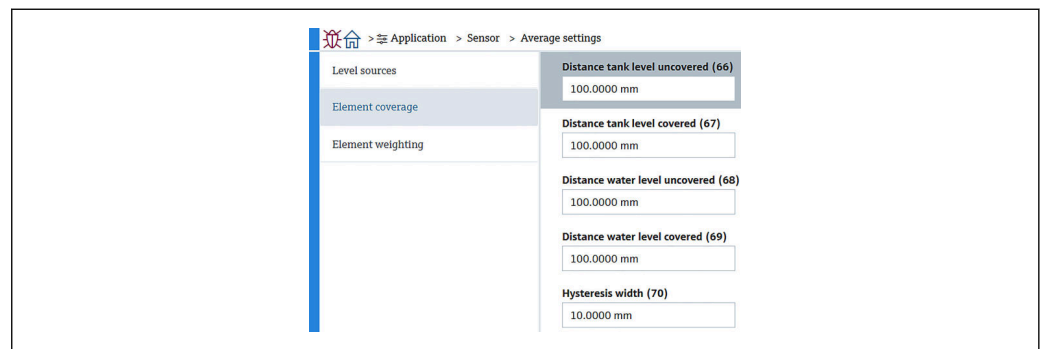 > Application > Sensor > Average settings
Level sources
Element coverage
Element weighting
Distance tank level uncovered (66)
100.0000 mm
Distance tank level covered (67)
100.0000 mm
Distance water level uncovered (68)
100.0000 mm
Distance water level covered (69)
100.0000 mm
Hysteresis width (70)
10.0000 mm